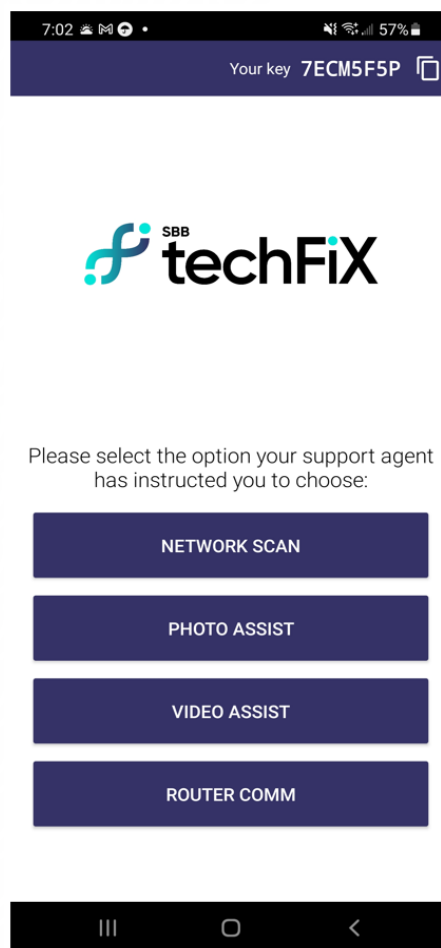 7:02 57%
Your key 7ECM5F5P
SBB
techFiX
Please select the option your support agent
has instructed you to choose:
NETWORK SCAN
PHOTO ASSIST
VIDEO ASSIST
ROUTER COMM